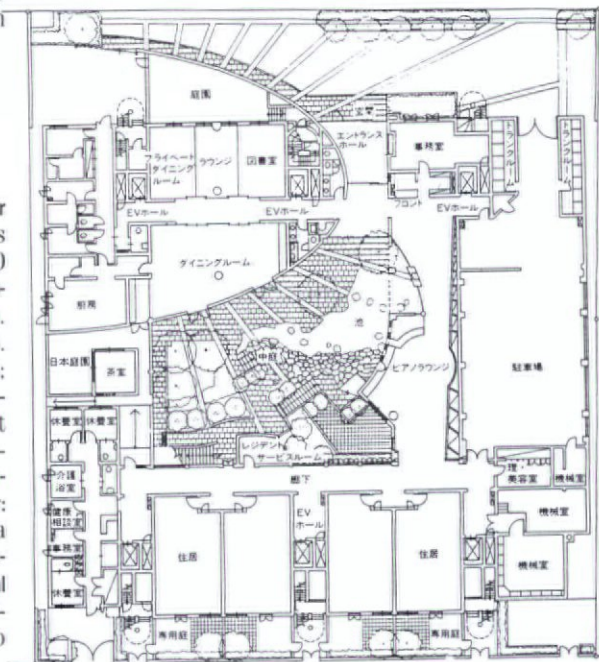 庭園
玄関
エントランス
ホール
事務室
トランクルーム
トランクルーム
プライベート
ダイニング
ルーム
ラウンジ
図書室
フロント
EVホール
EVホール
EVホール
ダイニングルーム
厨房
池
日本庭園
茶室
中庭
ピアノラウンジ
駐車場
休養室
休養室
レジデント
サービスルーム
介護
浴室
廊下
理・
美容室
機械室
健康
相談室
EV
ホール
機械室
事務室
住居
住居
機械室
休養室
専用庭
専用庭